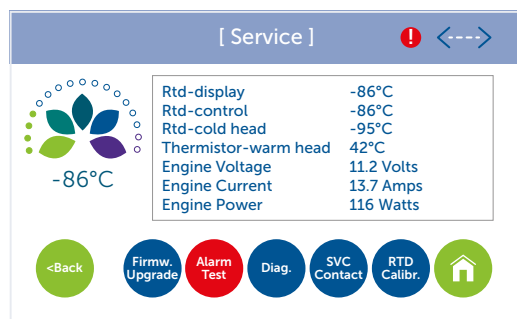 [ Service ]
!
<---->
-86°C
Rtd-display -86°C
Rtd-control -86°C
Rtd-cold head -95°C
Thermistor-warm head 42°C
Engine Voltage 11.2 Volts
Engine Current 13.7 Amps
Engine Power 116 Watts
<Back
Firmw.
Upgrade
Alarm
Test
Diag.
SVC
Contact
RTD
Calibr.